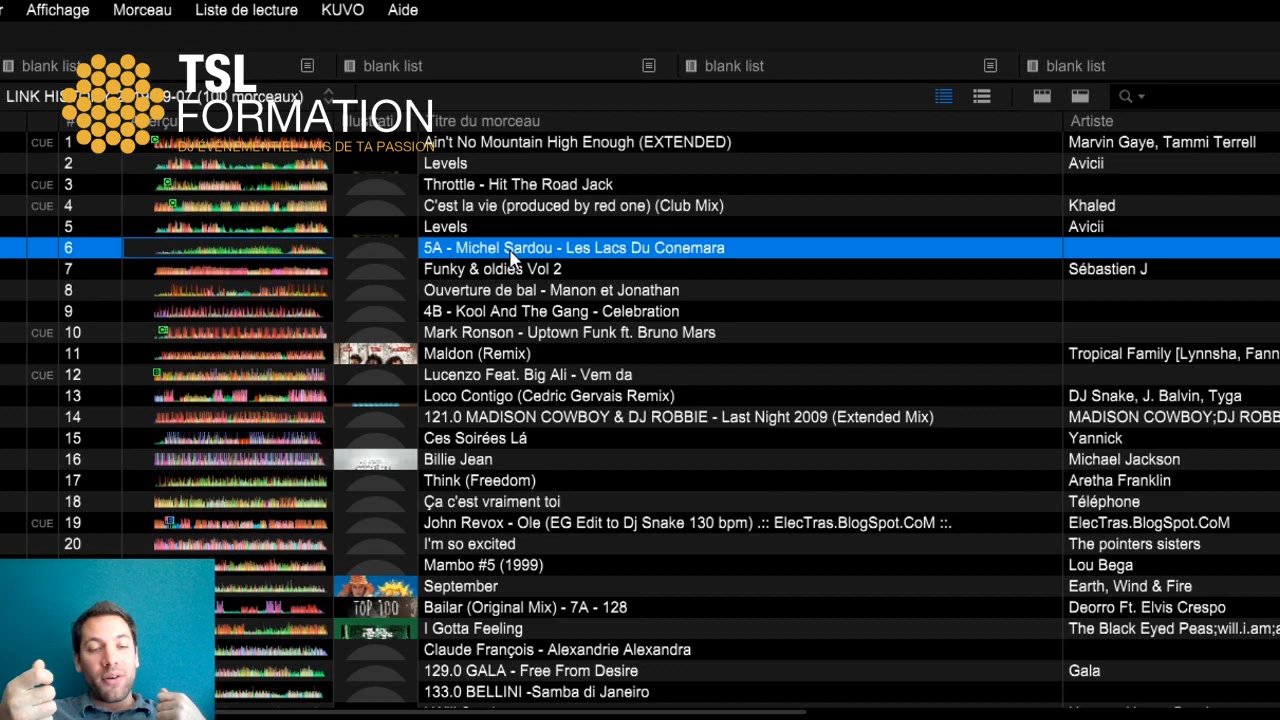 Affichage Morceau Liste de lecture KUVO Aide
blank list blank list blank list blank list
TSL
FORMATION
DJ ÉVÉNEMENTIEL - VIS DE TA PASSION
(100 morceaux)
# Titre du morceau Artiste
CUE 1 Ain't No Mountain High Enough (EXTENDED) Marvin Gaye, Tammi Terrell
2 Levels Avicii
CUE 3 Throttle - Hit The Road Jack
CUE 4 C'est la vie (produced by red one) (Club Mix) Khaled
5 Levels Avicii
6 5A - Michel Sardou - Les Lacs Du Conemara
7 Funky & oldies Vol 2 Sébastien J
8 Ouverture de bal - Manon et Jonathan
9 4B - Kool And The Gang - Celebration
CUE 10 Mark Ronson - Uptown Funk ft. Bruno Mars
11 Maldon (Remix) Tropical Family [Lynnsha, Fann
CUE 12 Lucenzo Feat. Big Ali - Vem da
13 Loco Contigo (Cedric Gervais Remix) DJ Snake, J. Balvin, Tyga
14 121.0 MADISON COWBOY & DJ ROBBIE - Last Night 2009 (Extended Mix) MADISON COWBOY;DJ ROBB
15 Ces Soirées Lá Yannick
16 Billie Jean Michael Jackson
17 Think (Freedom) Aretha Franklin
18 Ça c'est vraiment toi Téléphone
CUE 19 John Revox - Ole (EG Edit to Dj Snake 130 bpm) .:: ElecTras.BlogSpot.CoM ::. ElecTras.BlogSpot.CoM
20 I'm so excited The pointers sisters
Mambo #5 (1999) Lou Bega
September Earth, Wind & Fire
TOP 100 Bailar (Original Mix) - 7A - 128 Deorro Ft. Elvis Crespo
I Gotta Feeling The Black Eyed Peas;will.i.am;a
Claude François - Alexandrie Alexandra
129.0 GALA - Free From Desire Gala
133.0 BELLINI -Samba di Janeiro